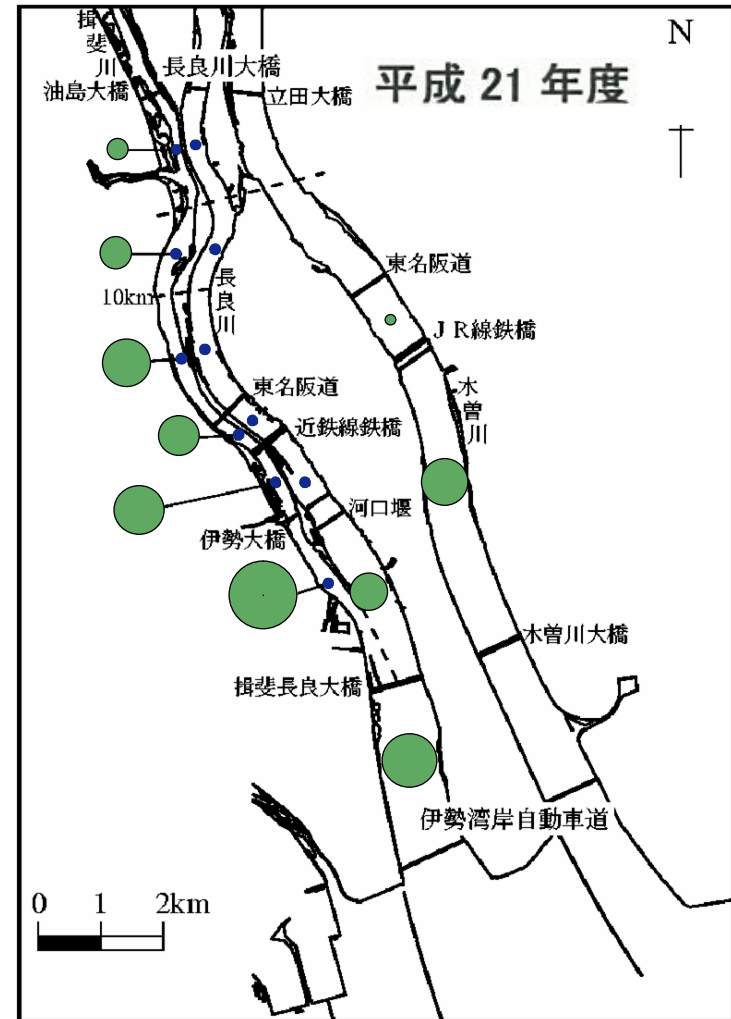 揖斐川
長良川大橋
平成 21 年度
N
油島大橋
立田大橋
東名阪道
10km
長良川
JR線鉄橋
東名阪道
木曽川
近鉄線鉄橋
河口堰
伊勢大橋
木曽川大橋
揖斐長良大橋
伊勢湾岸自動車道
0 1 2km